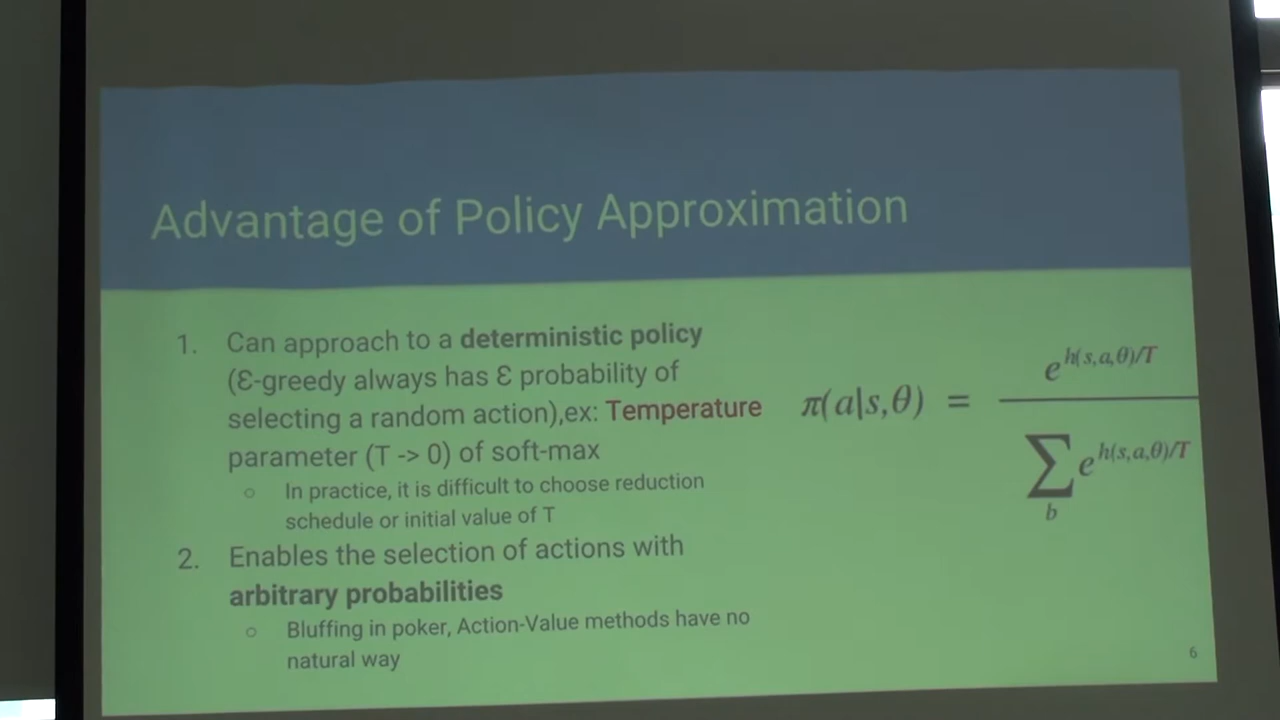 Advantage of Policy Approximation
1. Can approach to a deterministic policy
(Ɛ-greedy always has Ɛ probability of
selecting a random action),ex: Temperature
parameter (T -> 0) of soft-max
○ In practice, it is difficult to choose reduction
schedule or initial value of T
2. Enables the selection of actions with
arbitrary probabilities
○ Bluffing in poker, Action-Value methods have no
natural way
π(a|s,θ) = e^{h(s,a,θ)/T} / ∑_b e^{h(s,a,θ)/T}
6